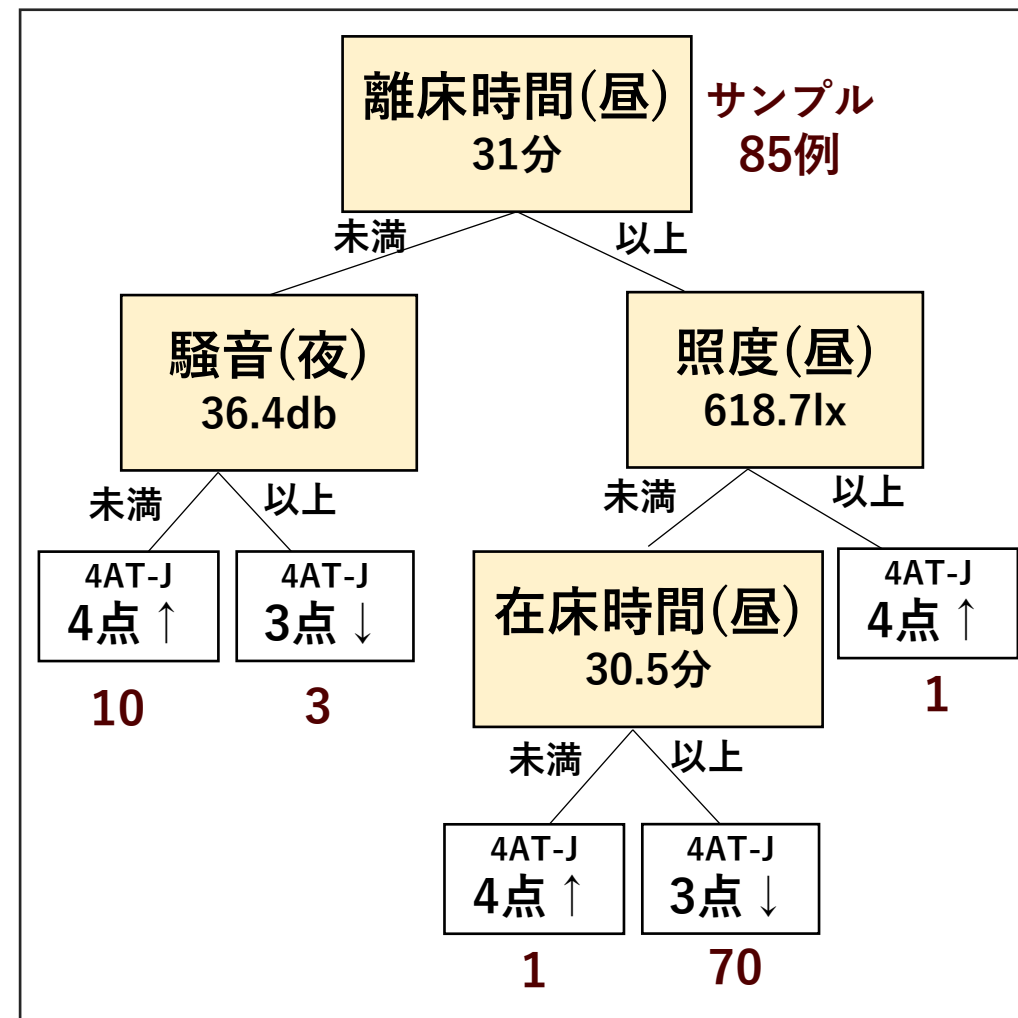 離床時間(昼)
31分
サンプル
85例
未満
以上
騒音(夜)
36.4db
照度(昼)
618.7lx
未満
以上
未満
以上
4AT-J
4点 ↑
10
4AT-J
3点 ↓
3
在床時間(昼)
30.5分
4AT-J
4点 ↑
1
未満
以上
4AT-J
4点 ↑
1
4AT-J
3点 ↓
70